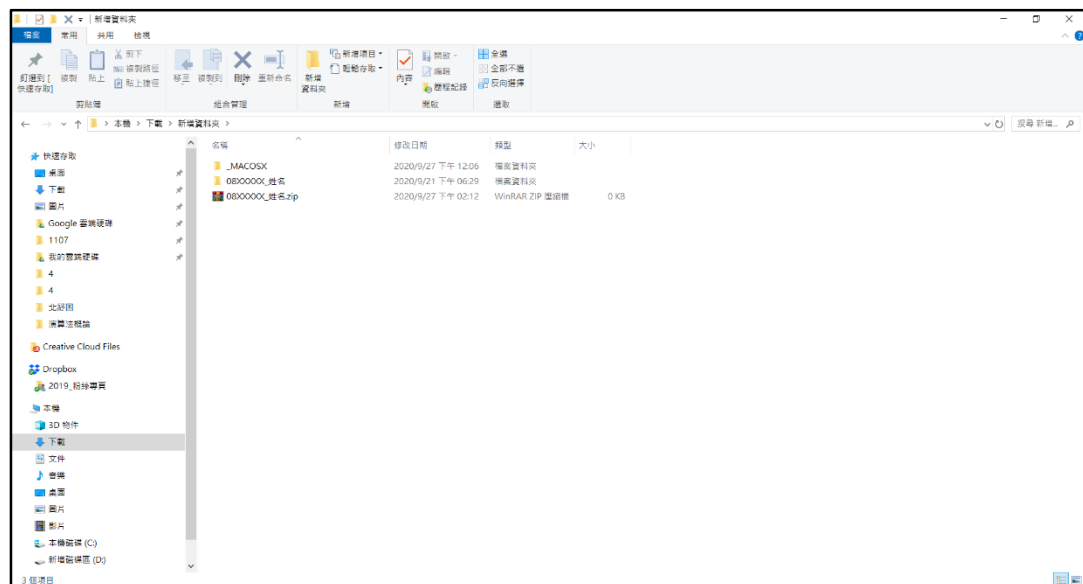 新增資料夾
檔案 常用 共用 檢視
釘選到 [快速存取]
複製
貼上
剪下
複製路徑
貼上捷徑
剪貼簿
移至
複製到
刪除
重新命名
組合管理
新增資料夾
新增項目
輕鬆存取
新增
內容
開啟
編輯
歷程記錄
開啟
全選
全部不選
反向選擇
選取
本機 > 下載 > 新增資料夾 >
搜尋 新增...
名稱 修改日期 類型 大小
_MACOSX 2020/9/27 下午 12:06 檔案資料夾
08XXXXX_姓名 2020/9/21 下午 06:29 檔案資料夾
08XXXXX_姓名.zip 2020/9/27 下午 02:12 WinRAR ZIP 壓縮檔 0 KB
快速存取
桌面
下載
圖片
Google 雲端硬碟
1107
我的雲端硬碟
4
4
演算法概論
Creative Cloud Files
Dropbox
2019_粉絲專頁
本機
3D 物件
下載
文件
音樂
桌面
圖片
影片
本機磁碟 (C:)
新增磁碟區 (D:)
3 個項目